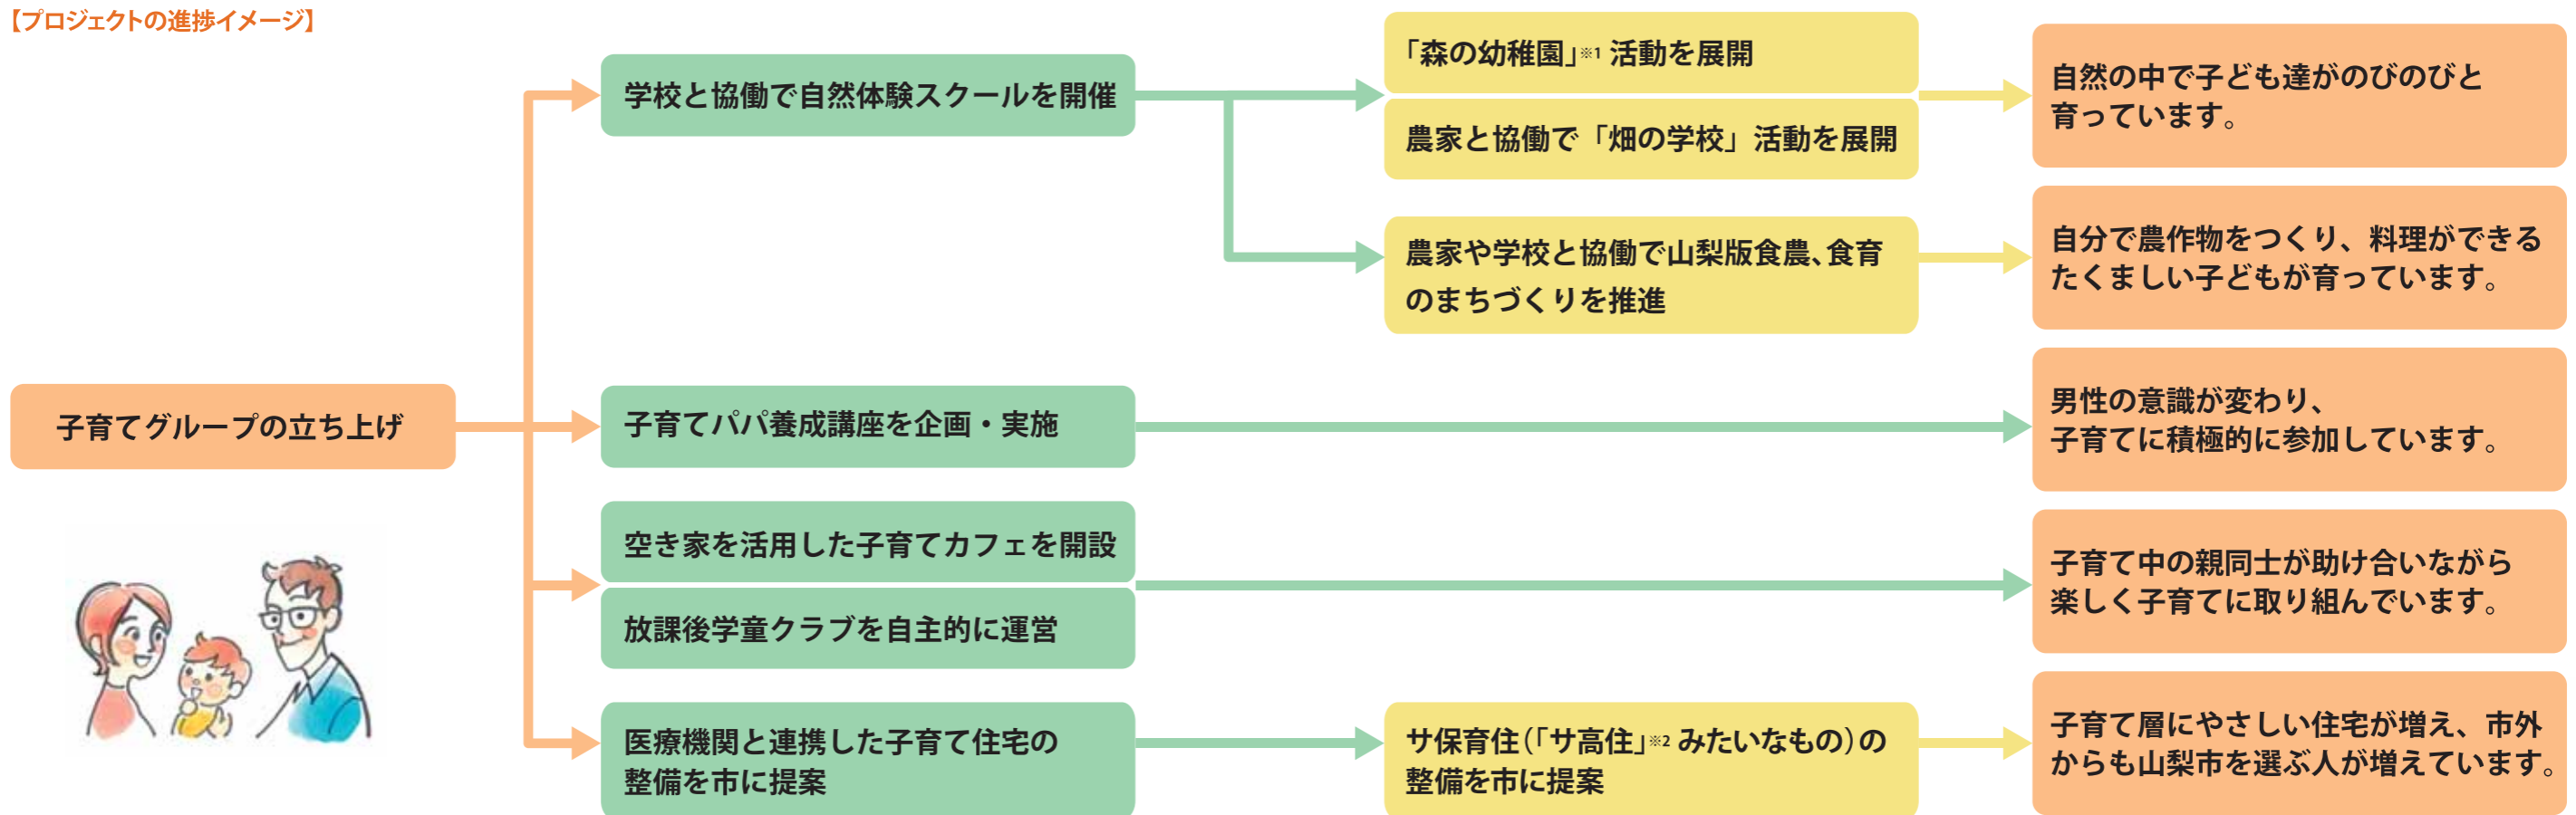 【プロジェクトの進捗イメージ】
子育てグループの立ち上げ
学校と協働で自然体験スクールを開催
「森の幼稚園」※1 活動を展開
農家と協働で「畑の学校」活動を展開
自然の中で子ども達がのびのびと
育っています。
農家や学校と協働で山梨版食農、食育
のまちづくりを推進
自分で農作物をつくり、料理ができる
たくましい子どもが育っています。
子育てパパ養成講座を企画・実施
男性の意識が変わり、
子育てに積極的に参加しています。
空き家を活用した子育てカフェを開設
放課後学童クラブを自主的に運営
子育て中の親同士が助け合いながら
楽しく子育てに取り組んでいます。
医療機関と連携した子育て住宅の
整備を市に提案
サ保育住（「サ高住」※2 みたいなもの）の
整備を市に提案
子育て層にやさしい住宅が増え、市外
からも山梨市を選ぶ人が増えています。